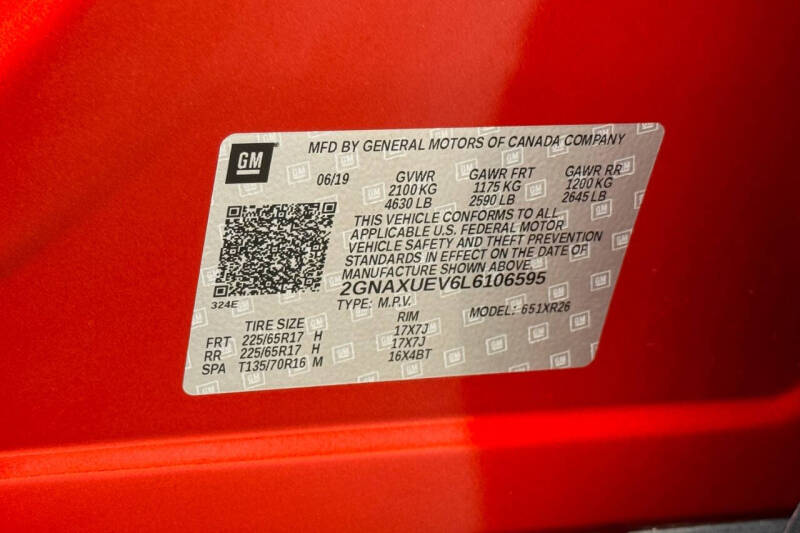 GM
MFD BY GENERAL MOTORS OF CANADA COMPANY
06/19 GVWR GAWR FRT GAWR RR
2100 KG 1175 KG 1200 KG
4630 LB 2590 LB 2645 LB
THIS VEHICLE CONFORMS TO ALL
APPLICABLE U.S. FEDERAL MOTOR
VEHICLE SAFETY AND THEFT PREVENTION
STANDARDS IN EFFECT ON THE DATE OF
MANUFACTURE SHOWN ABOVE
2GNAXUEV6L6106595
324E
TYPE: M.P.V. MODEL: 651XR26
TIRE SIZE RIM
FRT 225/65R17 H 17X7J
RR 225/65R17 H 17X7J
SPA T135/70R16 M 16X4BT